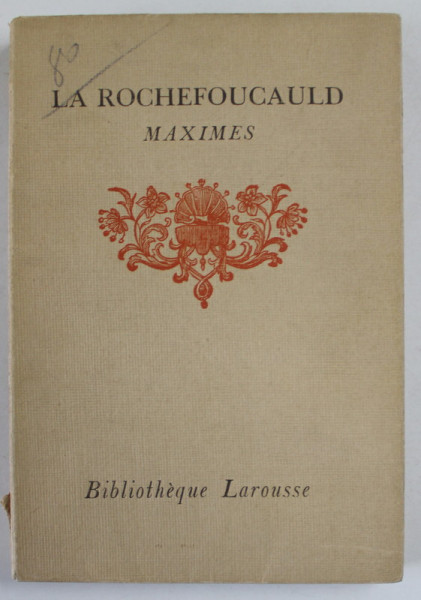 80
LA ROCHEFOUCAULD
MAXIMES
Bibliothèque Larousse